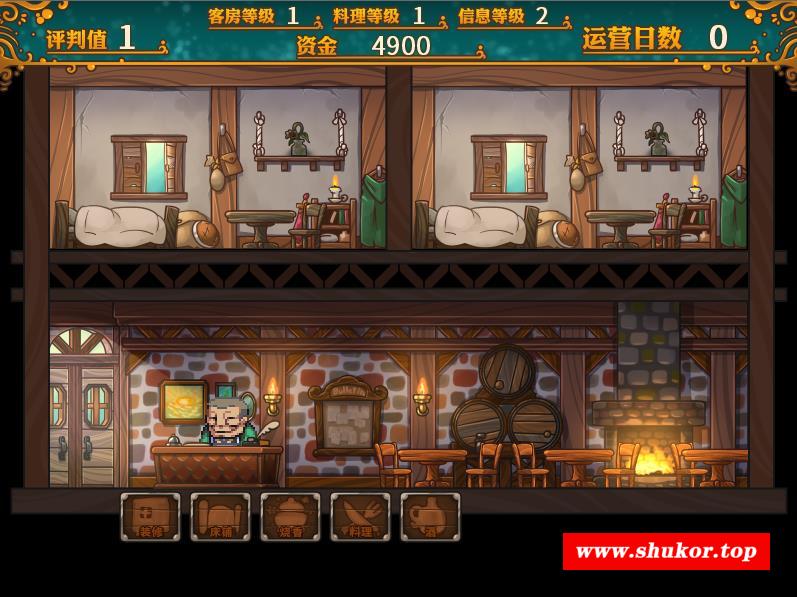 客房等级 1 料理等级 1 信息等级 2
评判值 1 资金 4900 运营日数 0
Bulletin
装修 床铺 烧香 料理 酒
www.shukor.top